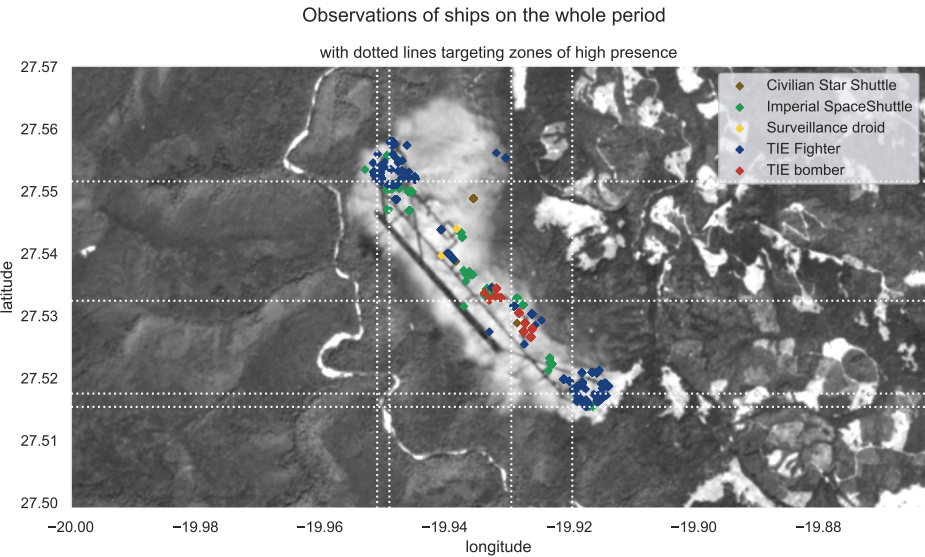 Observations of ships on the whole period
with dotted lines targeting zones of high presence
Civilian Star Shuttle
Imperial SpaceShuttle
Surveillance droid
TIE Fighter
TIE bomber
27.57
27.56
27.55
27.54
27.53
27.52
27.51
27.50
latitude
−20.00
−19.98
−19.96
−19.94
−19.92
−19.90
−19.88
longitude